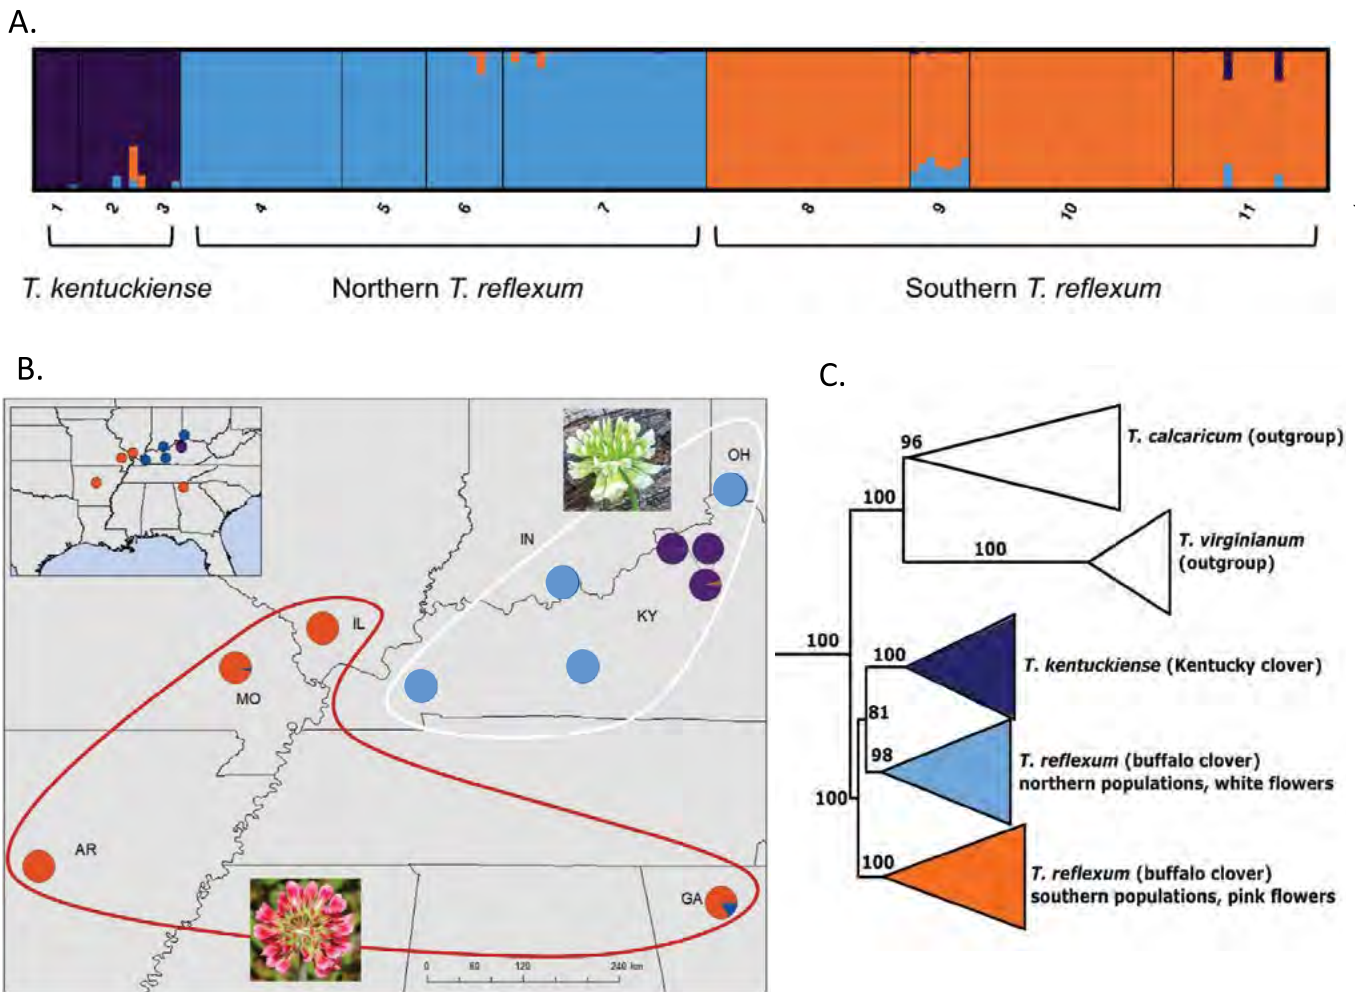 A.
1 2 3 4 5 6 7 8 9 10 11
T. kentuckiense
Northern T. reflexum
Southern T. reflexum
B.
OH
IN
KY
IL
MO
AR
GA
0 60 120 240 km
C.
96
T. calcaricum (outgroup)
100
100
T. virginianum
(outgroup)
100
100
T. kentuckiense (Kentucky clover)
81
98
T. reflexum (buffalo clover)
northern populations, white flowers
100
100
T. reflexum (buffalo clover)
southern populations, pink flowers